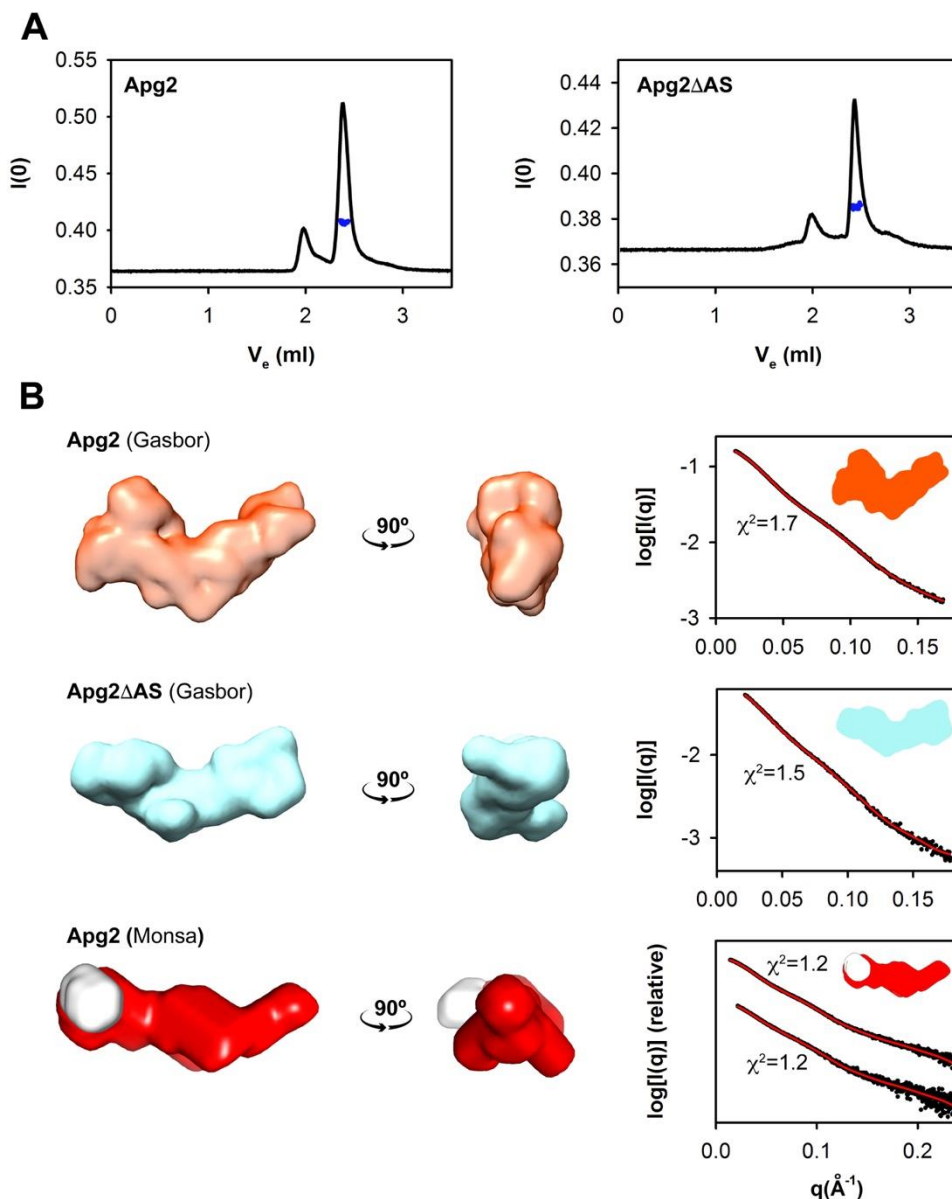 A
Apg2
I(0)
0.55
0.50
0.45
0.40
0.35
0 1 2 3
Vₑ (ml)
Apg2ΔAS
I(0)
0.44
0.42
0.40
0.38
0.36
0 1 2 3
Vₑ (ml)
B
Apg2 (Gasbor)
90º
log[I(q)]
-1
-2
-3
χ²=1.7
0.00 0.05 0.10 0.15
Apg2ΔAS (Gasbor)
90º
log[I(q)]
-2
-3
χ²=1.5
0.00 0.05 0.10 0.15
Apg2 (Monsa)
90º
log[I(q)] (relative)
χ²=1.2
χ²=1.2
0.0 0.1 0.2
q(Å⁻¹)